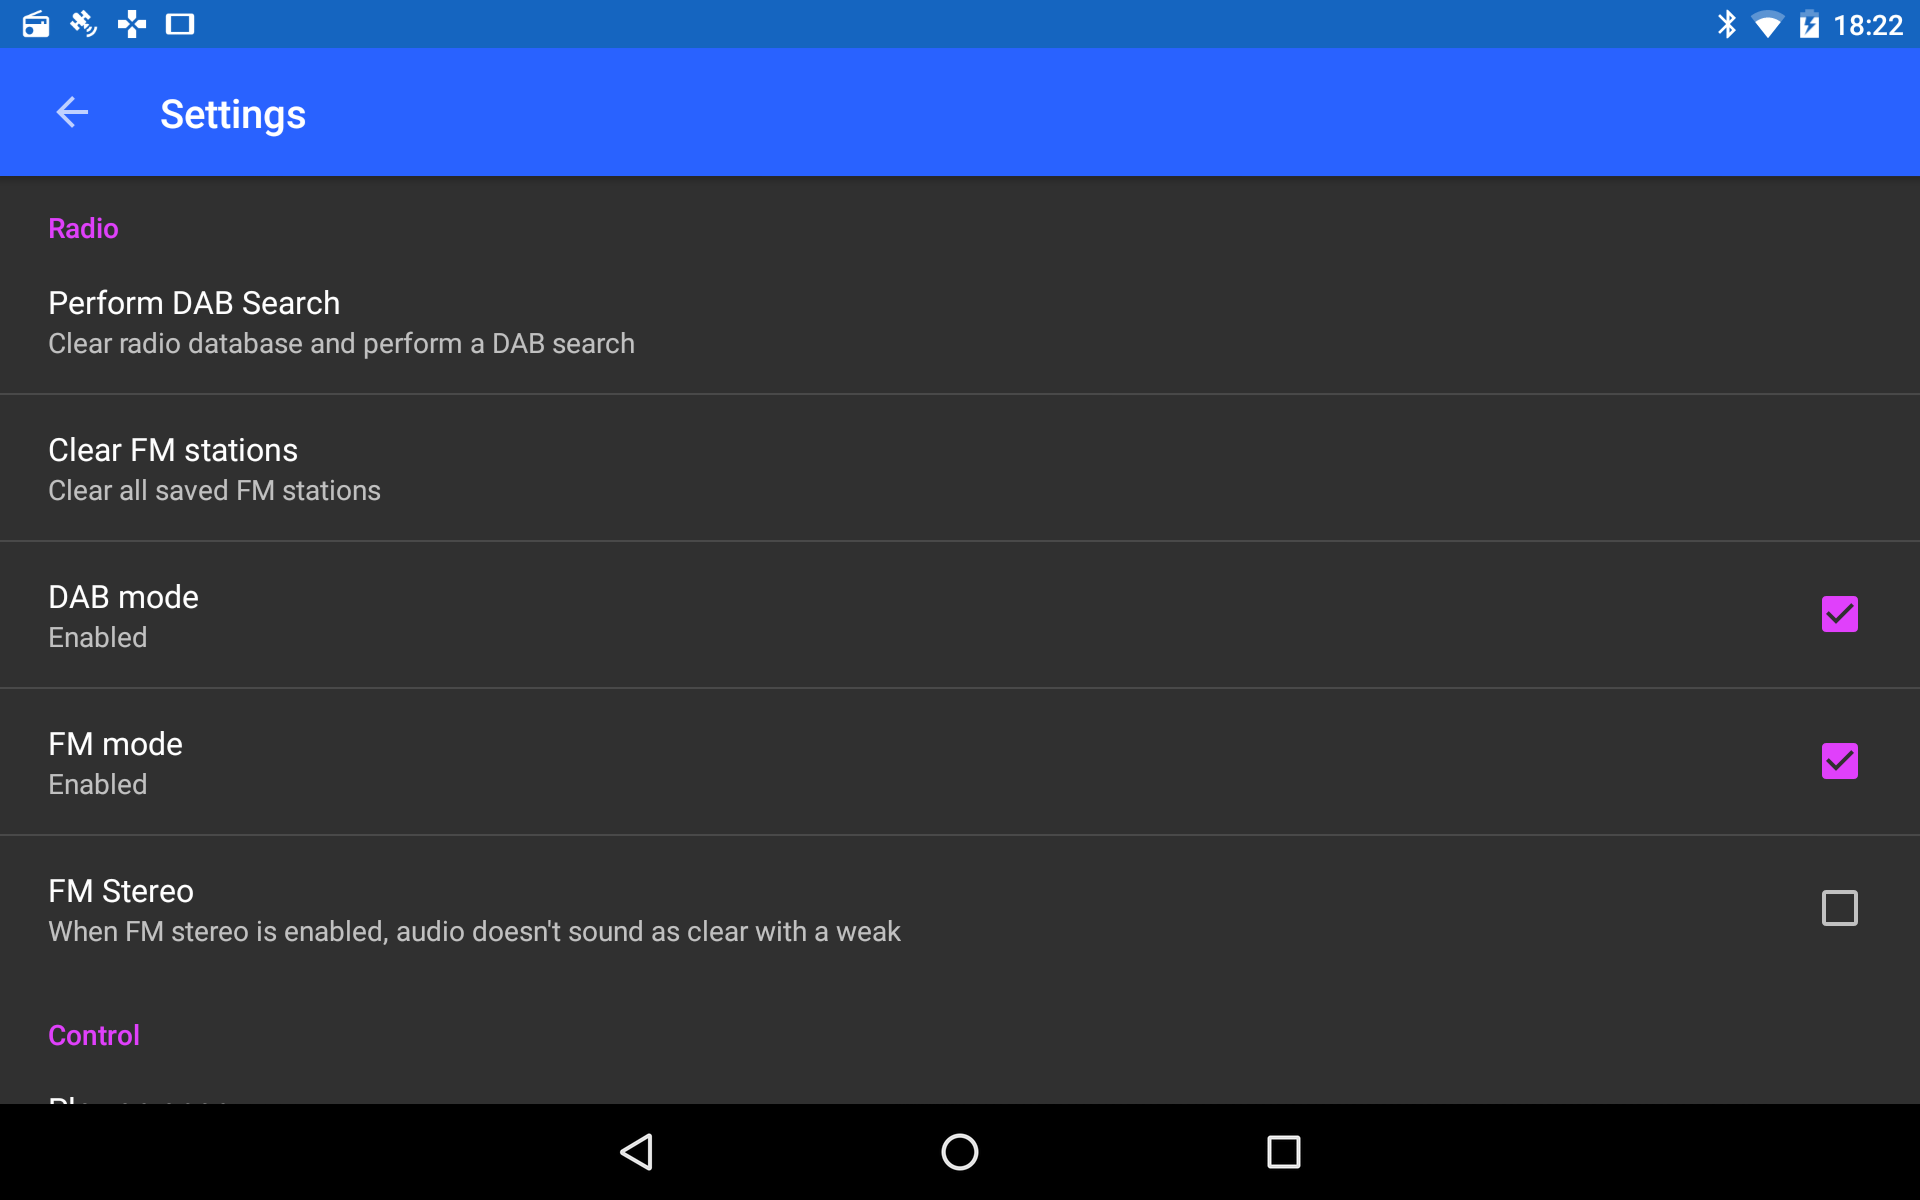 18:22
Settings
Radio
Perform DAB Search
Clear radio database and perform a DAB search
Clear FM stations
Clear all saved FM stations
DAB mode
Enabled
FM mode
Enabled
FM Stereo
When FM stereo is enabled, audio doesn't sound as clear with a weak
Control